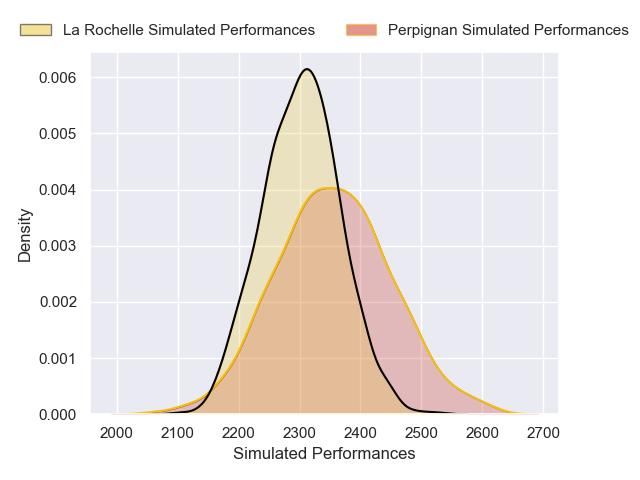 La Rochelle Simulated Performances Perpignan Simulated Performances
0.006
0.005
0.004
0.003
0.002
0.001
0.000
Density
2000 2100 2200 2300 2400 2500 2600 2700
Simulated Performances